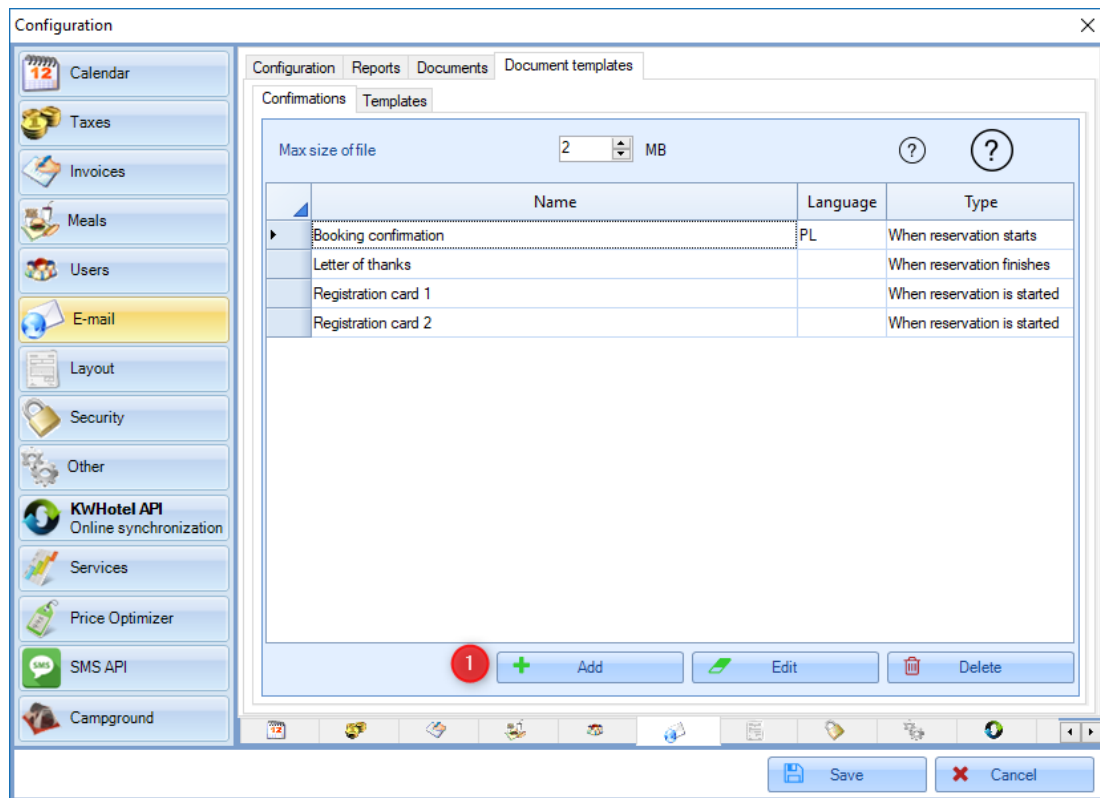 Configuration
12
Calendar
Taxes
Invoices
Meals
Users
E-mail
Layout
Security
Other
KWHotel API
Online synchronization
Services
Price Optimizer
SMS
SMS API
Campground
Configuration Reports Documents Document templates
Confirmations Templates
Max size of file 2 MB ? ?
Name Language Type
Booking confirmation PL When reservation starts
Letter of thanks When reservation finishes
Registration card 1 When reservation is started
Registration card 2 When reservation is started
1 Add Edit Delete
12
Save Cancel